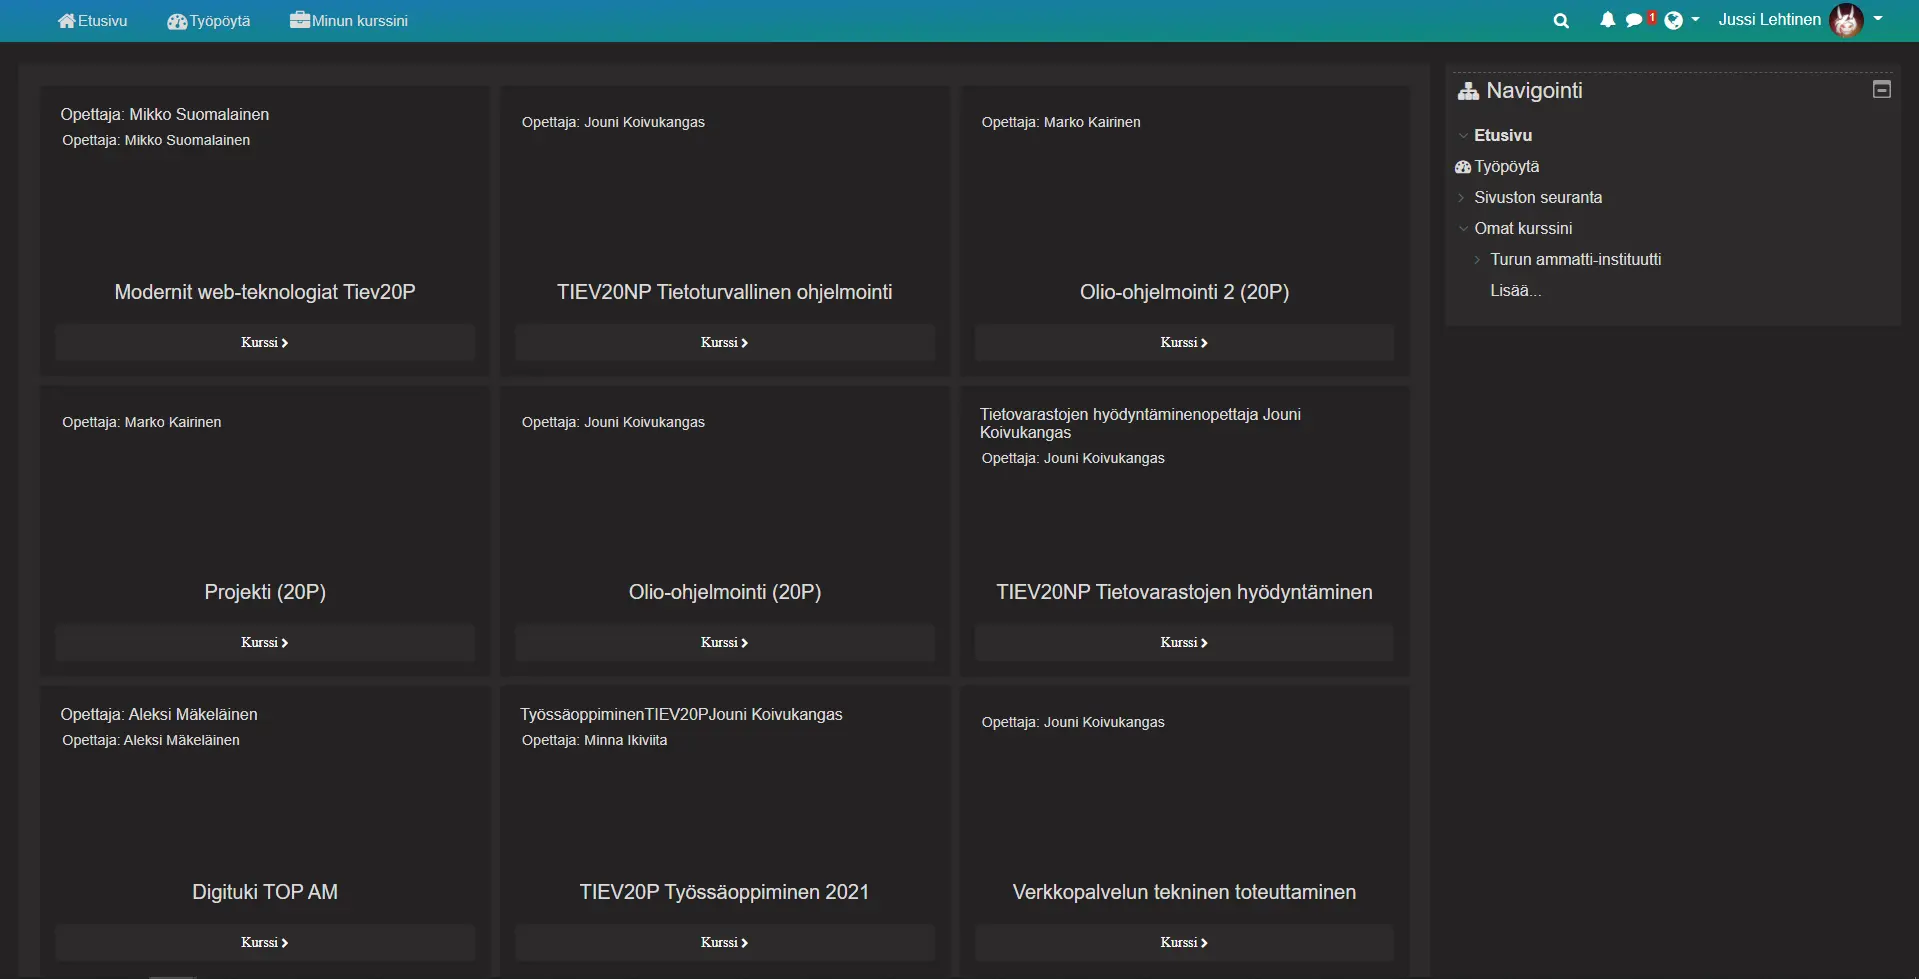 Etusivu Työpöytä Minun kurssini 1 Jussi Lehtinen
Opettaja: Mikko Suomalainen
Opettaja: Mikko Suomalainen
Modernit web-teknologiat Tiev20P
Kurssi
Opettaja: Jouni Koivukangas
TIEV20NP Tietoturvallinen ohjelmointi
Kurssi
Opettaja: Marko Kairinen
Olio-ohjelmointi 2 (20P)
Kurssi
Opettaja: Marko Kairinen
Projekti (20P)
Kurssi
Opettaja: Jouni Koivukangas
Olio-ohjelmointi (20P)
Kurssi
Tietovarastojen hyödyntäminenopettaja Jouni
Koivukangas
Opettaja: Jouni Koivukangas
TIEV20NP Tietovarastojen hyödyntäminen
Kurssi
Opettaja: Aleksi Mäkeläinen
Opettaja: Aleksi Mäkeläinen
Digituki TOP AM
Kurssi
TyössäoppiminenTIEV20PJouni Koivukangas
Opettaja: Minna Ikiviita
TIEV20P Työssäoppiminen 2021
Kurssi
Opettaja: Jouni Koivukangas
Verkkopalvelun tekninen toteuttaminen
Kurssi
Navigointi
Etusivu
Työpöytä
Sivuston seuranta
Omat kurssini
Turun ammatti-instituutti
Lisää...